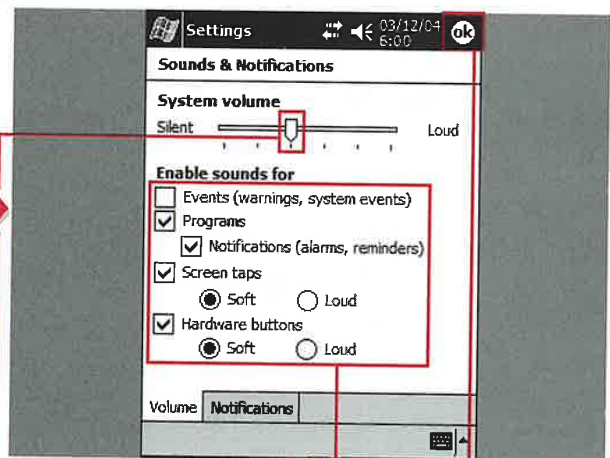 Settings 03/12/04
6:00
ok
Sounds & Notifications
System volume
Silent Loud
Enable sounds for
Events (warnings, system events)
Programs
Notifications (alarms, reminders)
Screen taps
Soft Loud
Hardware buttons
Soft Loud
Volume Notifications